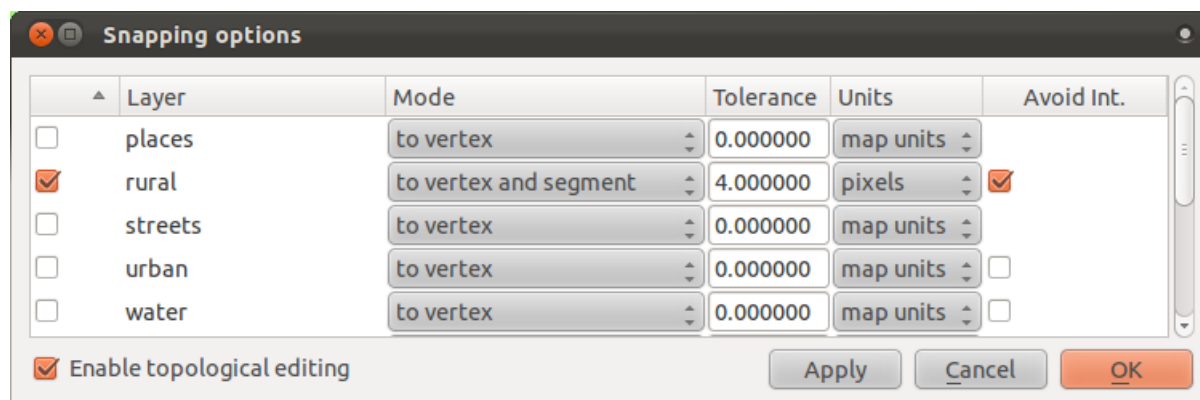 Snapping options
Layer Mode Tolerance Units Avoid Int.
places to vertex 0.000000 map units
rural to vertex and segment 4.000000 pixels
streets to vertex 0.000000 map units
urban to vertex 0.000000 map units
water to vertex 0.000000 map units
Enable topological editing Apply Cancel OK